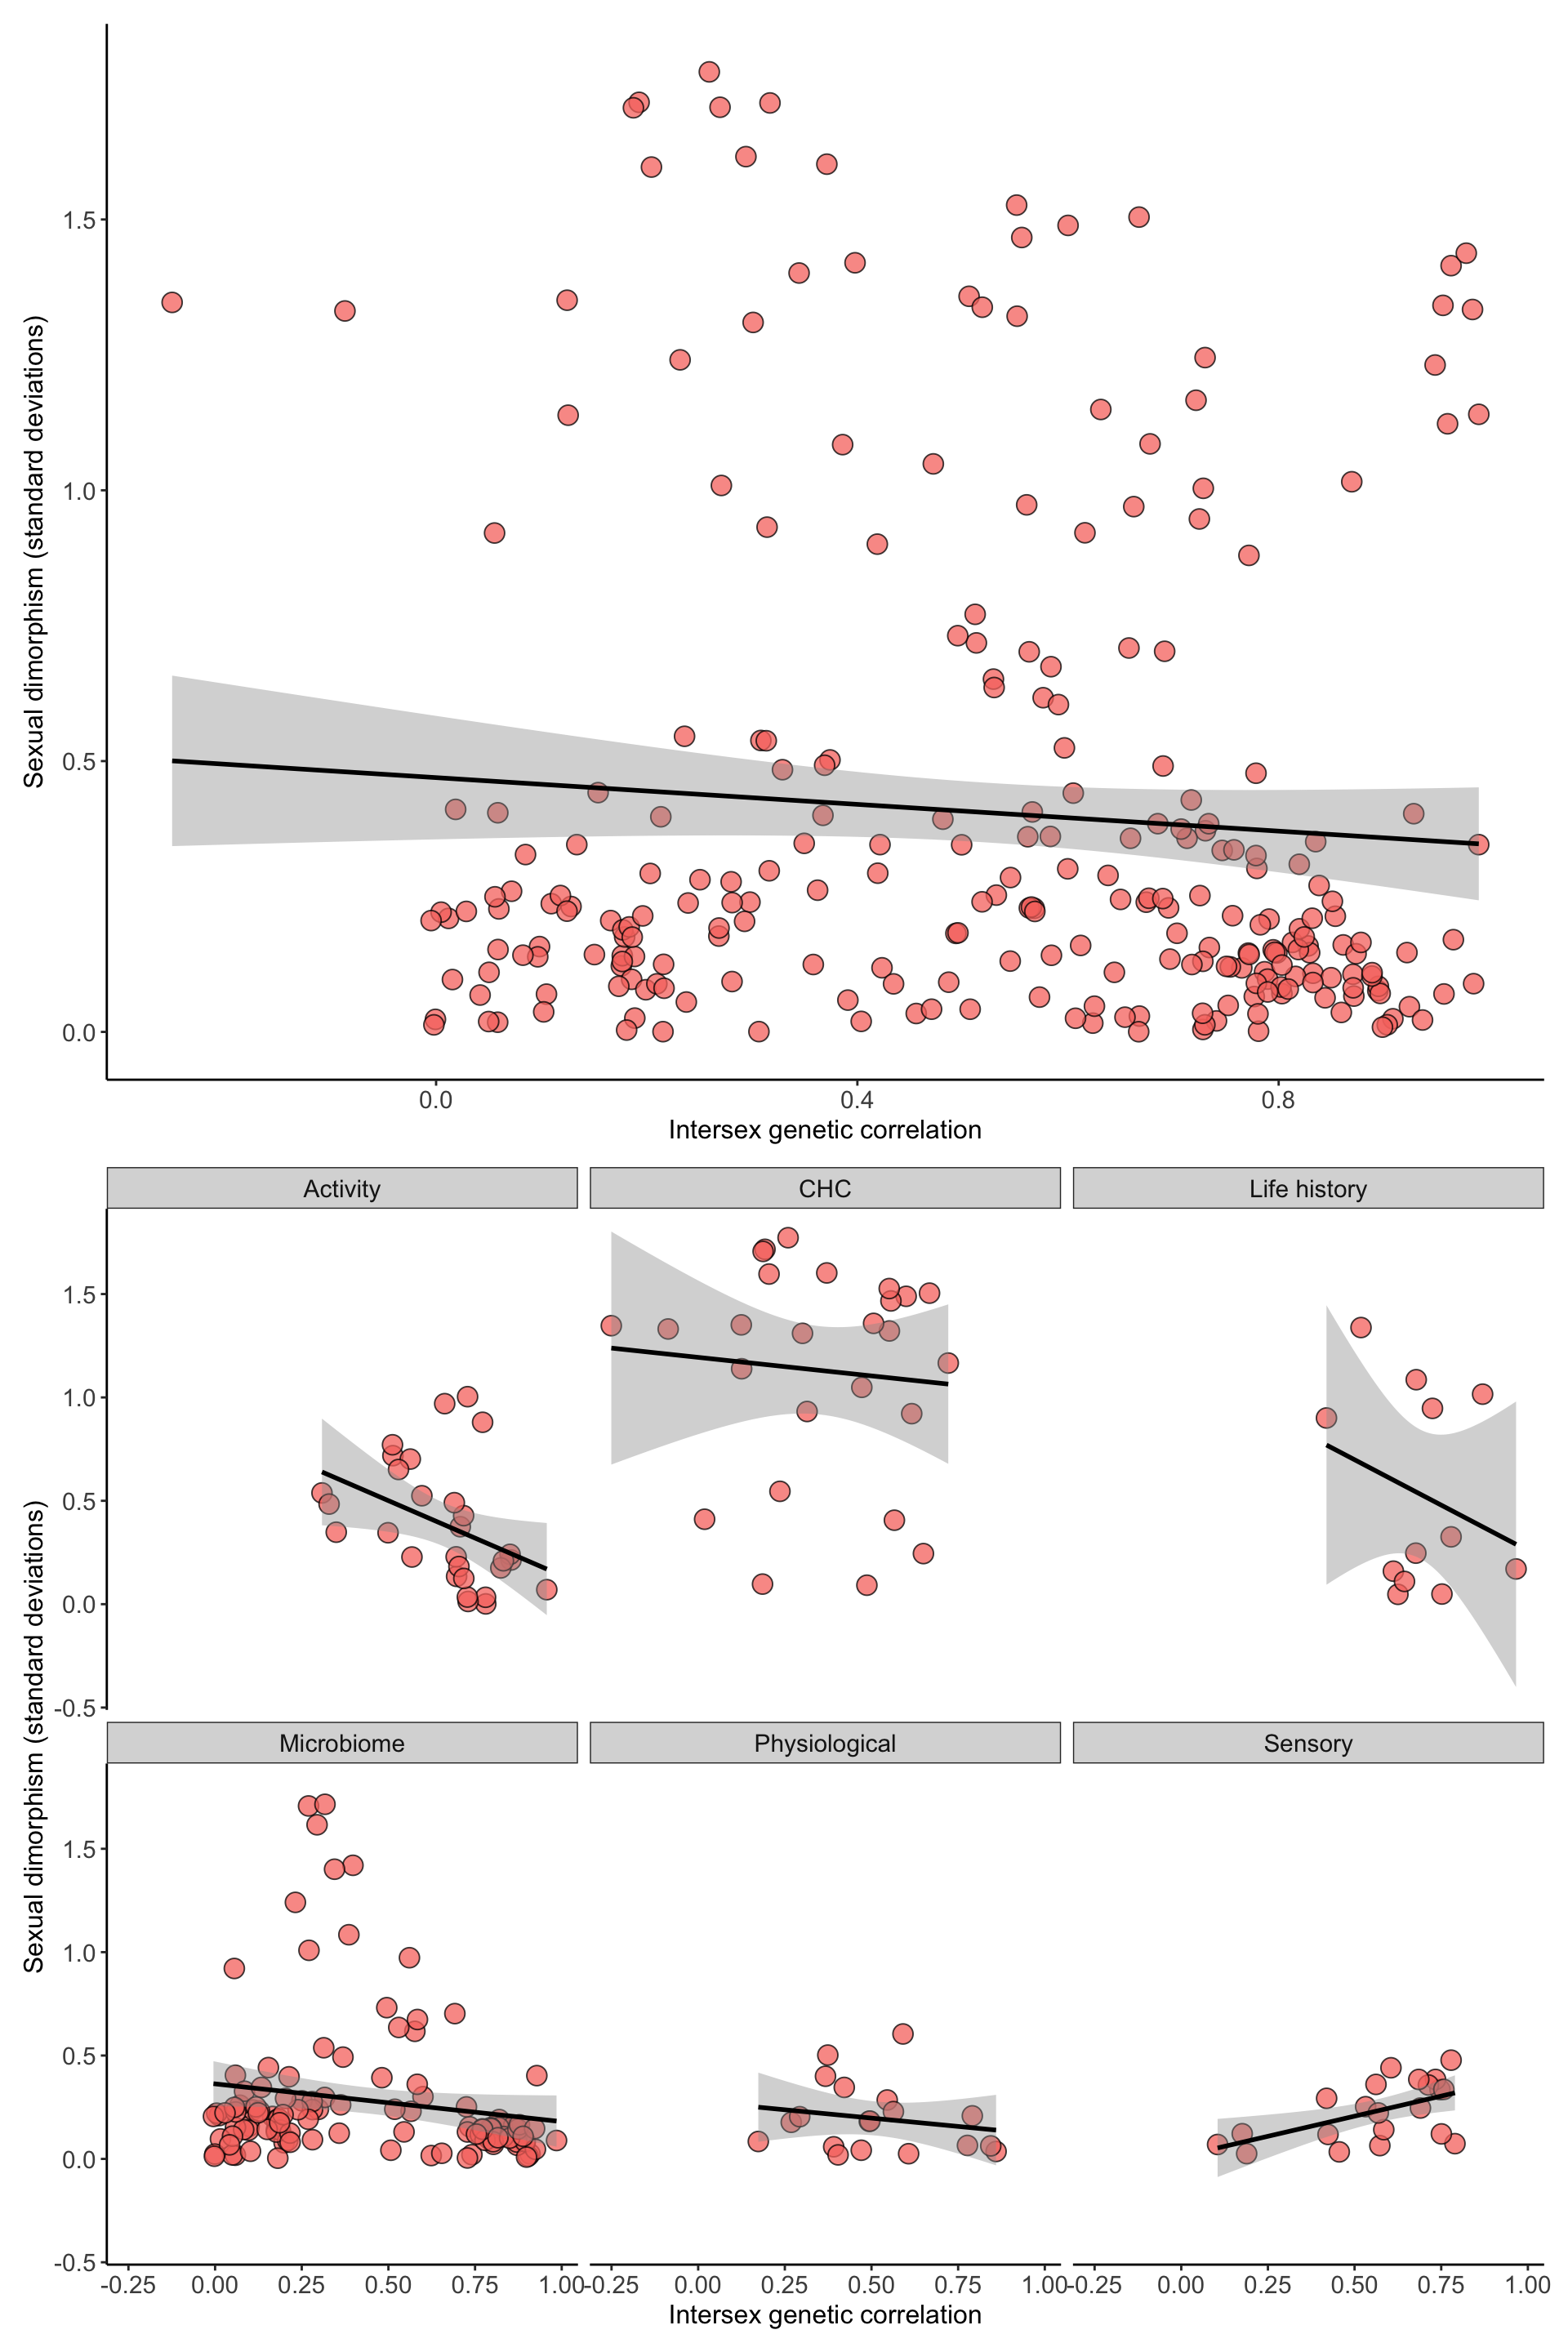 Sexual dimorphism (standard deviations)
1.5
1.0
0.5
0.0
0.0 0.4 0.8
Intersex genetic correlation
Activity CHC Life history
Sexual dimorphism (standard deviations)
1.5
1.0
0.5
0.0
-0.5
Microbiome Physiological Sensory
1.5
1.0
0.5
0.0
-0.5
-0.25 0.00 0.25 0.50 0.75 1.00 -0.25 0.00 0.25 0.50 0.75 1.00 -0.25 0.00 0.25 0.50 0.75 1.00
Intersex genetic correlation